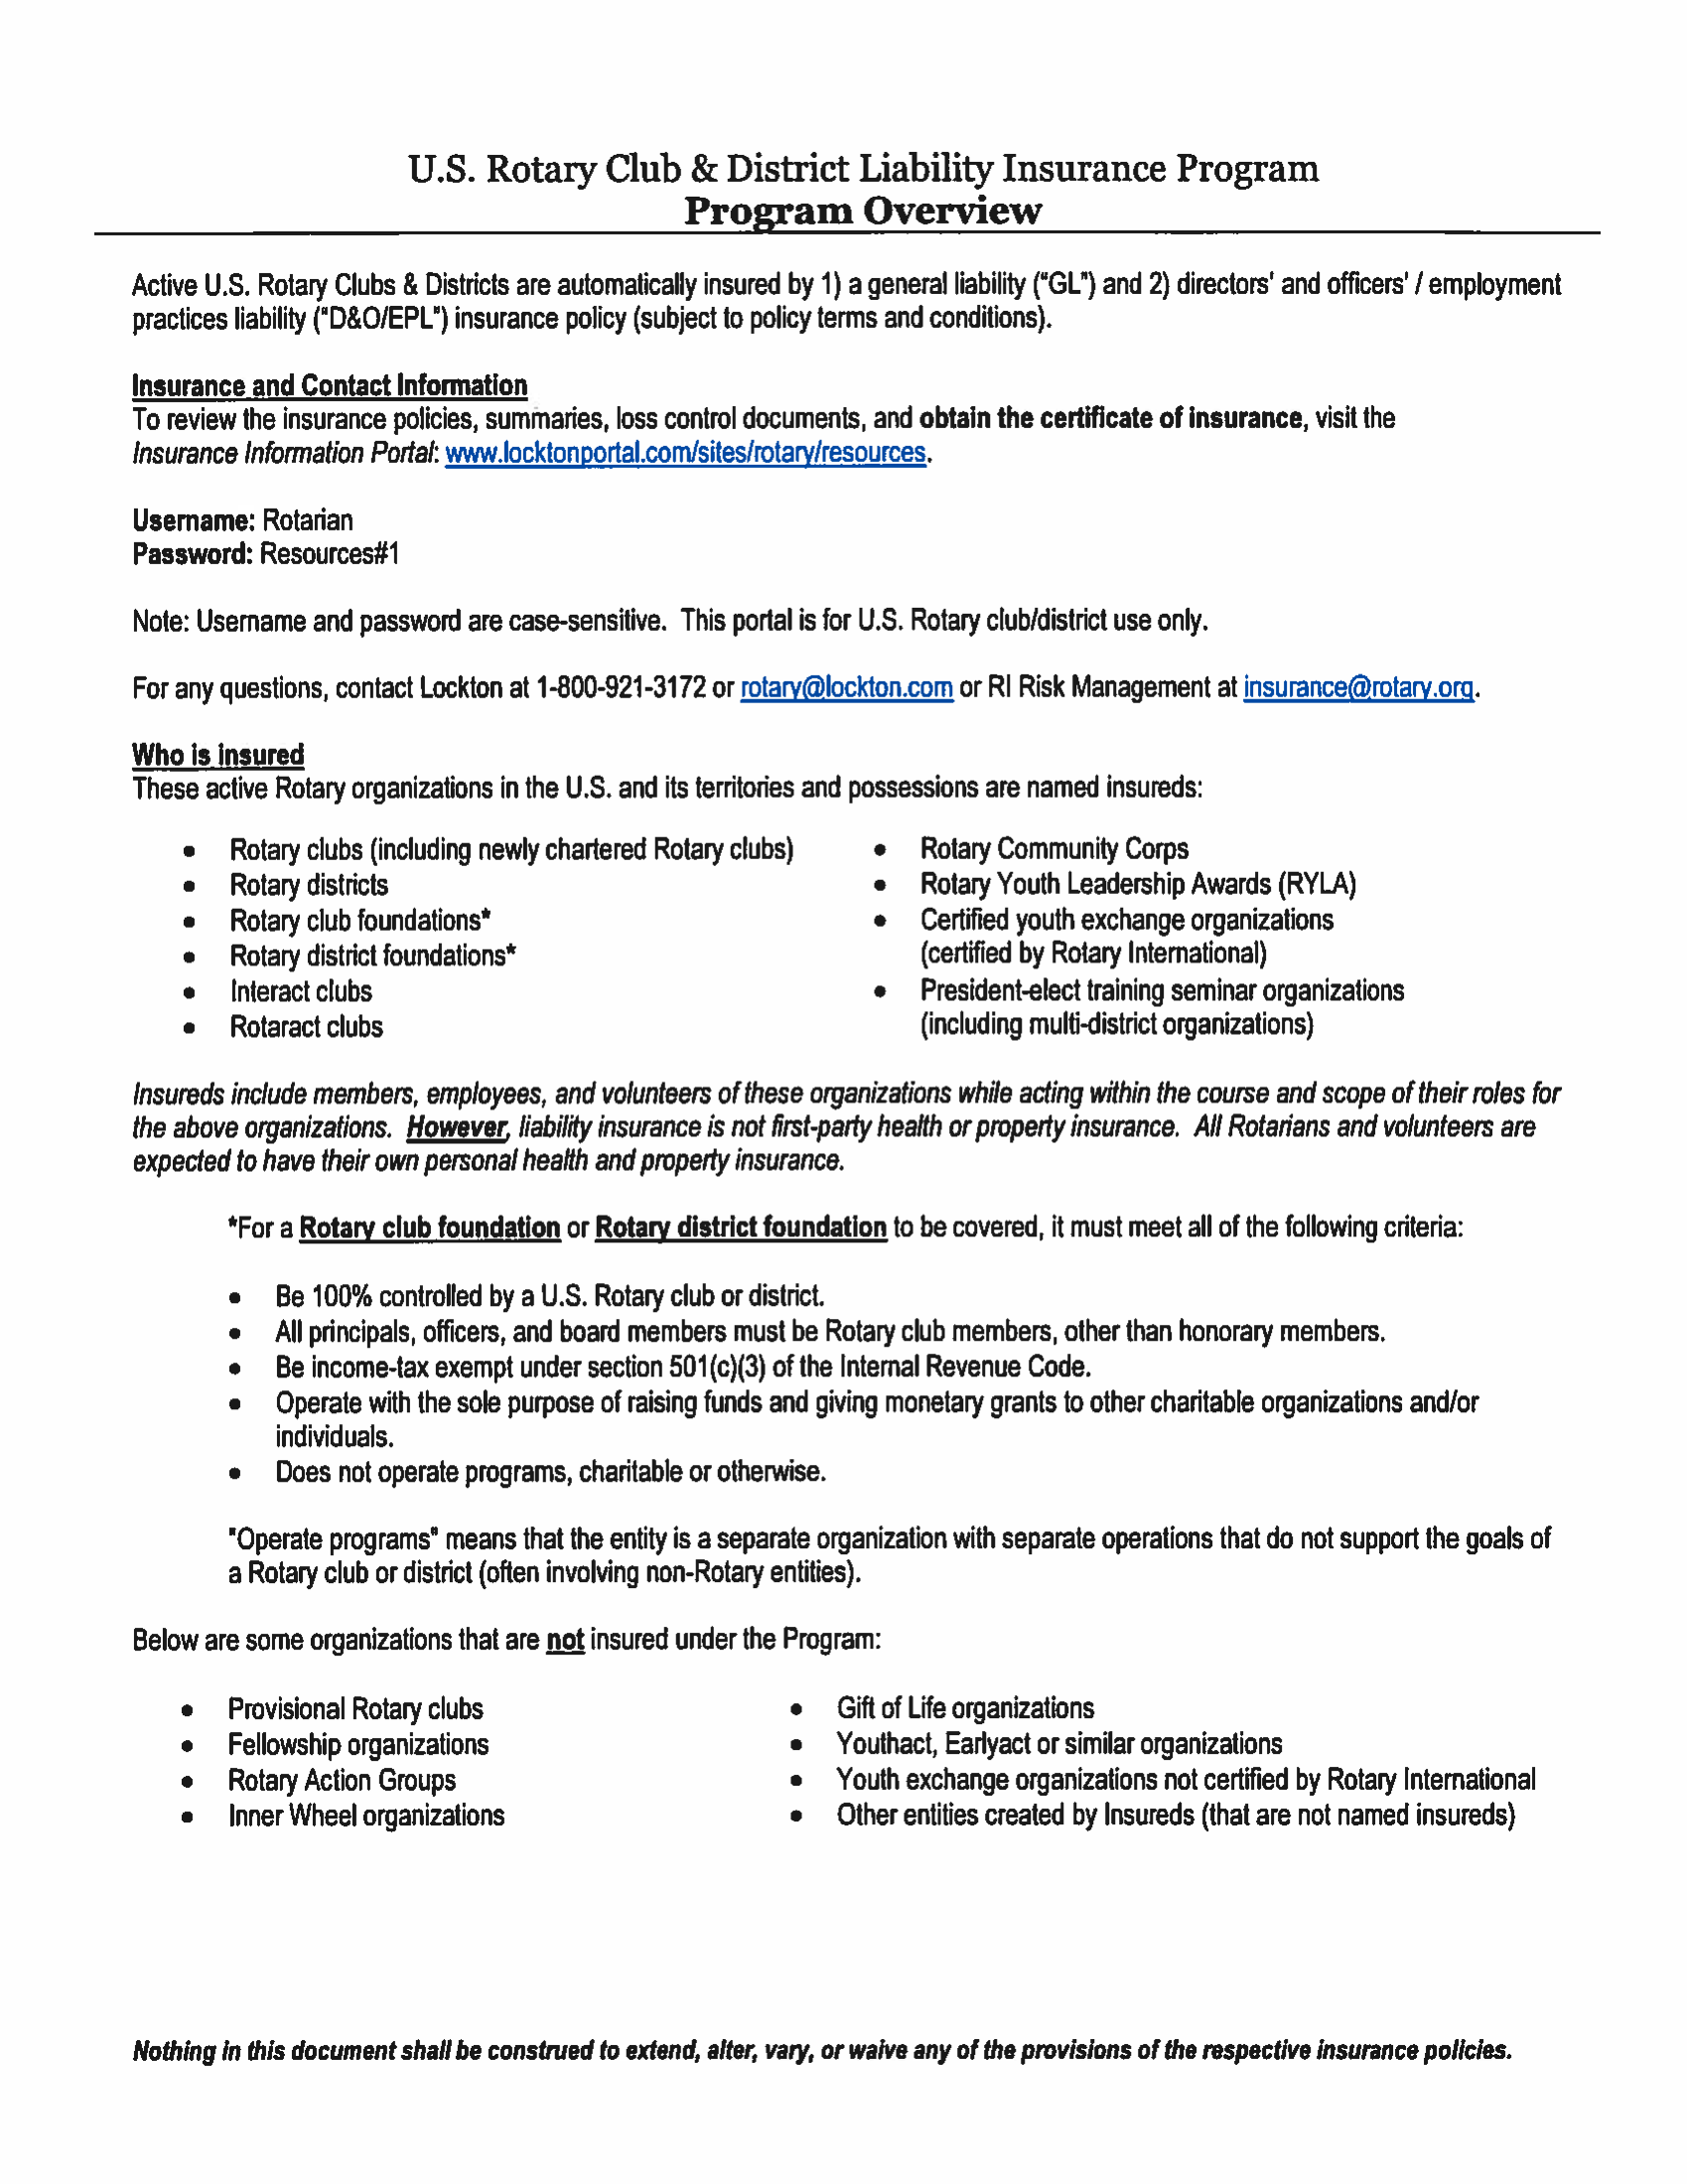 U.S. Rotary Club & District Liability Insurance Program
Program Overview
Active U.S. Rotary Clubs & Districts are automatically insured by 1) a general liability ("GL") and 2) directors' and officers' / employment
practices liability ("D&O/EPL") insurance policy (subject to policy terms and conditions).
Insurance and Contact Information
To review the insurance policies, summaries, loss control documents, and obtain the certificate of insurance, visit the
Insurance Information Portal: www.locktonportal.com/sites/rotary/resources.
Username: Rotarian
Password: Resources#1
Note: Username and password are case-sensitive. This portal is for U.S. Rotary club/district use only.
For any questions, contact Lockton at 1-800-921-3172 or rotary@lockton.com or RI Risk Management at insurance@rotary.org.
Who is insured
These active Rotary organizations in the U.S. and its territories and possessions are named insureds:
• Rotary clubs (including newly chartered Rotary clubs)
• Rotary districts
• Rotary club foundations*
• Rotary district foundations*
• Interact clubs
• Rotaract clubs
• Rotary Community Corps
• Rotary Youth Leadership Awards (RYLA)
• Certified youth exchange organizations
(certified by Rotary International)
• President-elect training seminar organizations
(including multi-district organizations)
Insureds include members, employees, and volunteers of these organizations while acting within the course and scope of their roles for
the above organizations. However, liability insurance is not first-party health or property insurance. All Rotarians and volunteers are
expected to have their own personal health and property insurance.
*For a Rotary club foundation or Rotary district foundation to be covered, it must meet all of the following criteria:
• Be 100% controlled by a U.S. Rotary club or district.
• All principals, officers, and board members must be Rotary club members, other than honorary members.
• Be income-tax exempt under section 501(c)(3) of the Internal Revenue Code.
• Operate with the sole purpose of raising funds and giving monetary grants to other charitable organizations and/or
individuals.
• Does not operate programs, charitable or otherwise.
"Operate programs" means that the entity is a separate organization with separate operations that do not support the goals of
a Rotary club or district (often involving non-Rotary entities).
Below are some organizations that are not insured under the Program:
• Provisional Rotary clubs
• Fellowship organizations
• Rotary Action Groups
• Inner Wheel organizations
• Gift of Life organizations
• Youthact, Earlyact or similar organizations
• Youth exchange organizations not certified by Rotary International
• Other entities created by Insureds (that are not named insureds)
Nothing in this document shall be construed to extend, alter, vary, or waive any of the provisions of the respective insurance policies.